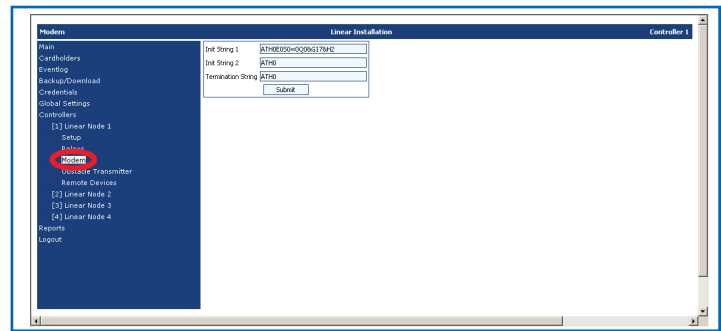 Modem Linear Installation Controller 1
Main
Cardholders
Eventlog
Backup/Download
Credentials
Global Settings
Controllers
[1] Linear Node 1
Setup
Relays
Modem
Obstacle Transmitter
Remote Devices
[2] Linear Node 2
[3] Linear Node 3
[4] Linear Node 4
Reports
Logout
Init String 1 ATH0E0S0=0Q0&G17&H2
Init String 2 ATH0
Termination String ATH0
Submit